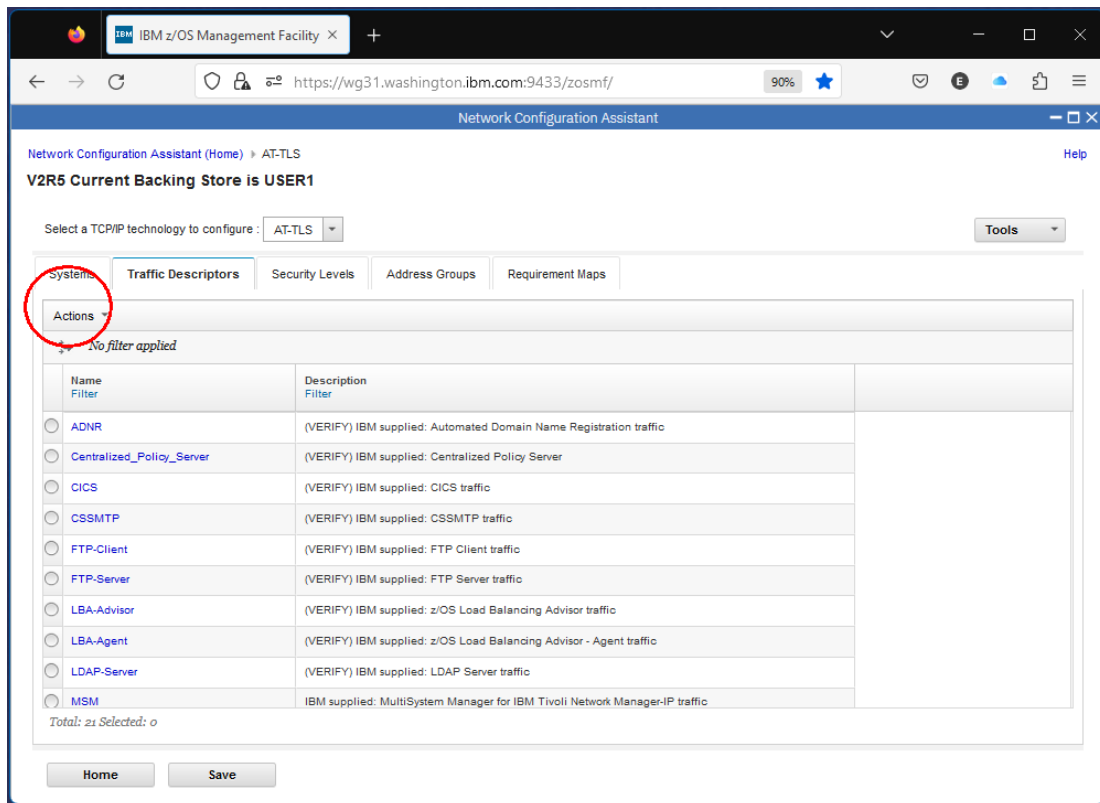 IBM IBM z/OS Management Facility
https://wg31.washington.ibm.com:9433/zosmf/ 90% E
Network Configuration Assistant
Network Configuration Assistant (Home) AT-TLS Help
V2R5 Current Backing Store is USER1
Select a TCP/IP technology to configure : AT-TLS Tools
Systems Traffic Descriptors Security Levels Address Groups Requirement Maps
Actions
No filter applied
Name Description
Filter Filter
ADNR (VERIFY) IBM supplied: Automated Domain Name Registration traffic
Centralized_Policy_Server (VERIFY) IBM supplied: Centralized Policy Server
CICS (VERIFY) IBM supplied: CICS traffic
CSSMTP (VERIFY) IBM supplied: CSSMTP traffic
FTP-Client (VERIFY) IBM supplied: FTP Client traffic
FTP-Server (VERIFY) IBM supplied: FTP Server traffic
LBA-Advisor (VERIFY) IBM supplied: z/OS Load Balancing Advisor traffic
LBA-Agent (VERIFY) IBM supplied: z/OS Load Balancing Advisor - Agent traffic
LDAP-Server (VERIFY) IBM supplied: LDAP Server traffic
MSM IBM supplied: MultiSystem Manager for IBM Tivoli Network Manager-IP traffic
Total: 21 Selected: 0
Home Save